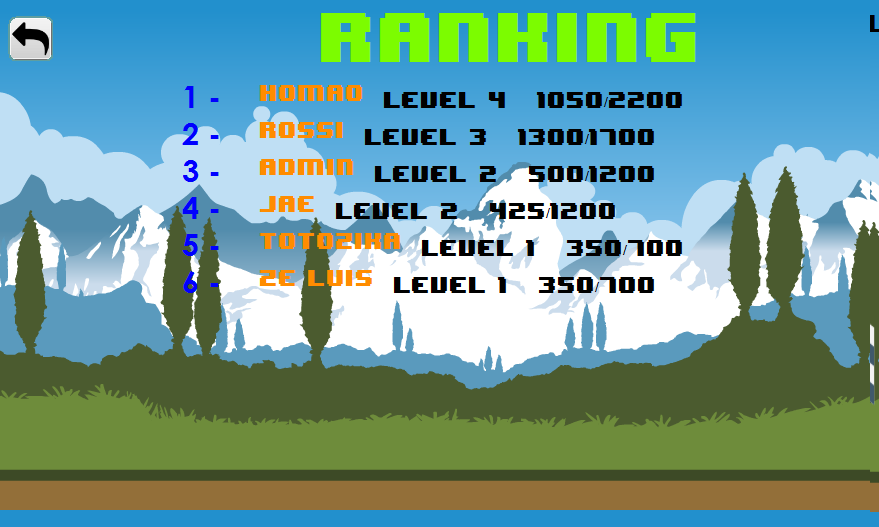 RANKING
1 - HOMAO LEVEL 4 1050/2200
2 - ROSSI LEVEL 3 1300/1700
3 - ADMIN LEVEL 2 500/1200
4 - JAE LEVEL 2 425/1200
5 - LEVEL 1 350/700
6 - ZE LUIS LEVEL 1 350/700